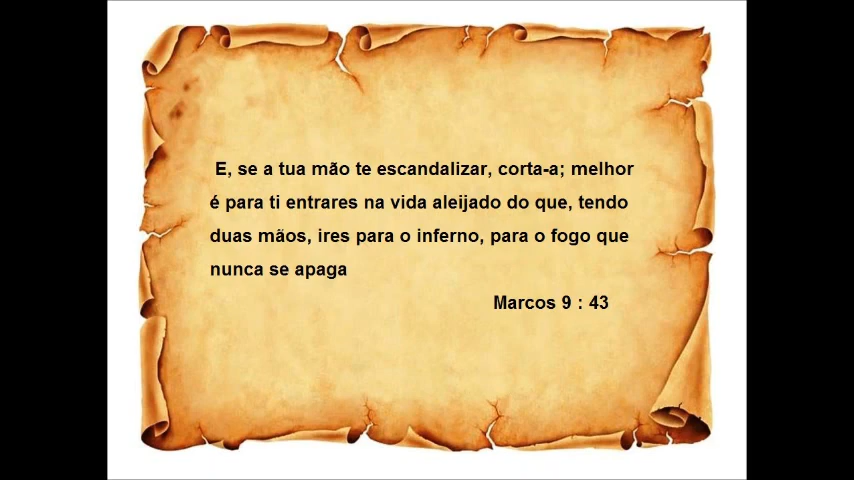 E, se a tua mão te escandalizar, corta-a; melhor
é para ti entrares na vida aleijado do que, tendo
duas mãos, ires para o inferno, para o fogo que
nunca se apaga
Marcos 9 : 43